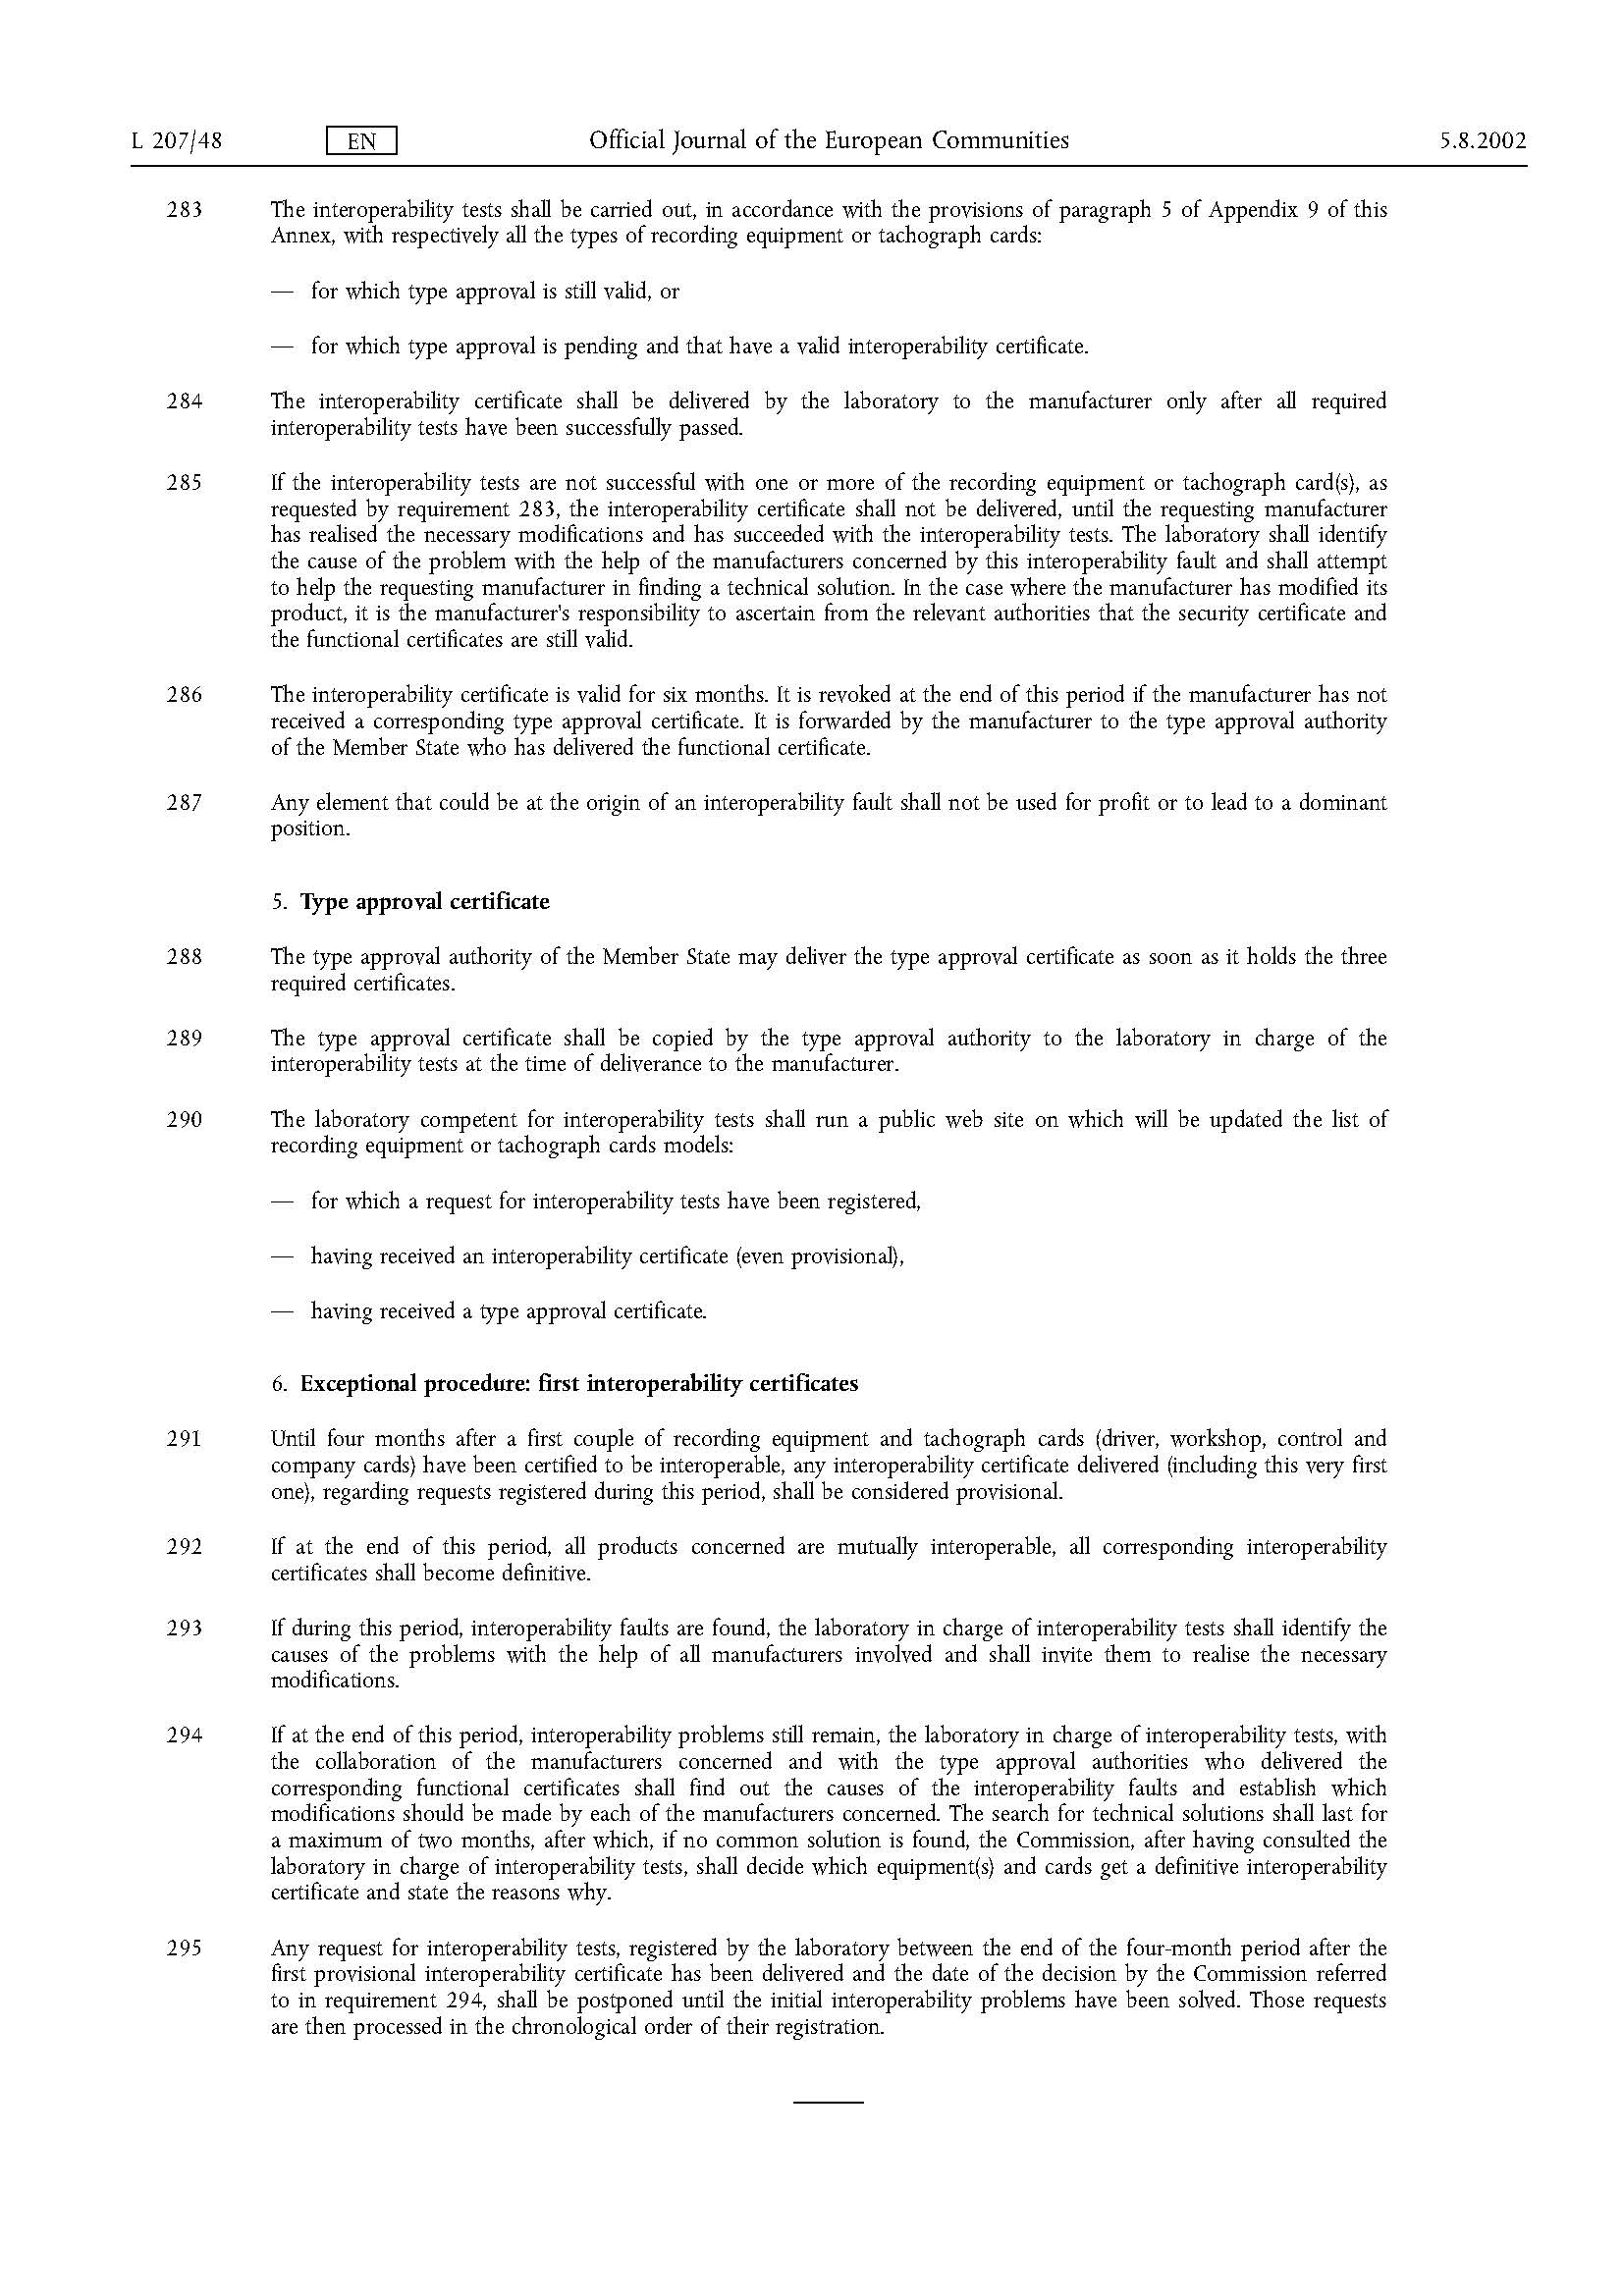 L 207/48 EN Official Journal of the European Communities 5.8.2002
283 The interoperability tests shall be carried out, in accordance with the provisions of paragraph 5 of Appendix 9 of this
Annex, with respectively all the types of recording equipment or tachograph cards:
— for which type approval is still valid, or
— for which type approval is pending and that have a valid interoperability certificate.
284 The interoperability certificate shall be delivered by the laboratory to the manufacturer only after all required
interoperability tests have been successfully passed.
285 If the interoperability tests are not successful with one or more of the recording equipment or tachograph card(s), as
requested by requirement 283, the interoperability certificate shall not be delivered, until the requesting manufacturer
has realised the necessary modifications and has succeeded with the interoperability tests. The laboratory shall identify
the cause of the problem with the help of the manufacturers concerned by this interoperability fault and shall attempt
to help the requesting manufacturer in finding a technical solution. In the case where the manufacturer has modified its
product, it is the manufacturer's responsibility to ascertain from the relevant authorities that the security certificate and
the functional certificates are still valid.
286 The interoperability certificate is valid for six months. It is revoked at the end of this period if the manufacturer has not
received a corresponding type approval certificate. It is forwarded by the manufacturer to the type approval authority
of the Member State who has delivered the functional certificate.
287 Any element that could be at the origin of an interoperability fault shall not be used for profit or to lead to a dominant
position.
5. Type approval certificate
288 The type approval authority of the Member State may deliver the type approval certificate as soon as it holds the three
required certificates.
289 The type approval certificate shall be copied by the type approval authority to the laboratory in charge of the
interoperability tests at the time of deliverance to the manufacturer.
290 The laboratory competent for interoperability tests shall run a public web site on which will be updated the list of
recording equipment or tachograph cards models:
— for which a request for interoperability tests have been registered,
— having received an interoperability certificate (even provisional),
— having received a type approval certificate.
6. Exceptional procedure: first interoperability certificates
291 Until four months after a first couple of recording equipment and tachograph cards (driver, workshop, control and
company cards) have been certified to be interoperable, any interoperability certificate delivered (including this very first
one), regarding requests registered during this period, shall be considered provisional.
292 If at the end of this period, all products concerned are mutually interoperable, all corresponding interoperability
certificates shall become definitive.
293 If during this period, interoperability faults are found, the laboratory in charge of interoperability tests shall identify the
causes of the problems with the help of all manufacturers involved and shall invite them to realise the necessary
modifications.
294 If at the end of this period, interoperability problems still remain, the laboratory in charge of interoperability tests, with
the collaboration of the manufacturers concerned and with the type approval authorities who delivered the
corresponding functional certificates shall find out the causes of the interoperability faults and establish which
modifications should be made by each of the manufacturers concerned. The search for technical solutions shall last for
a maximum of two months, after which, if no common solution is found, the Commission, after having consulted the
laboratory in charge of interoperability tests, shall decide which equipment(s) and cards get a definitive interoperability
certificate and state the reasons why.
295 Any request for interoperability tests, registered by the laboratory between the end of the four-month period after the
first provisional interoperability certificate has been delivered and the date of the decision by the Commission referred
to in requirement 294, shall be postponed until the initial interoperability problems have been solved. Those requests
are then processed in the chronological order of their registration.